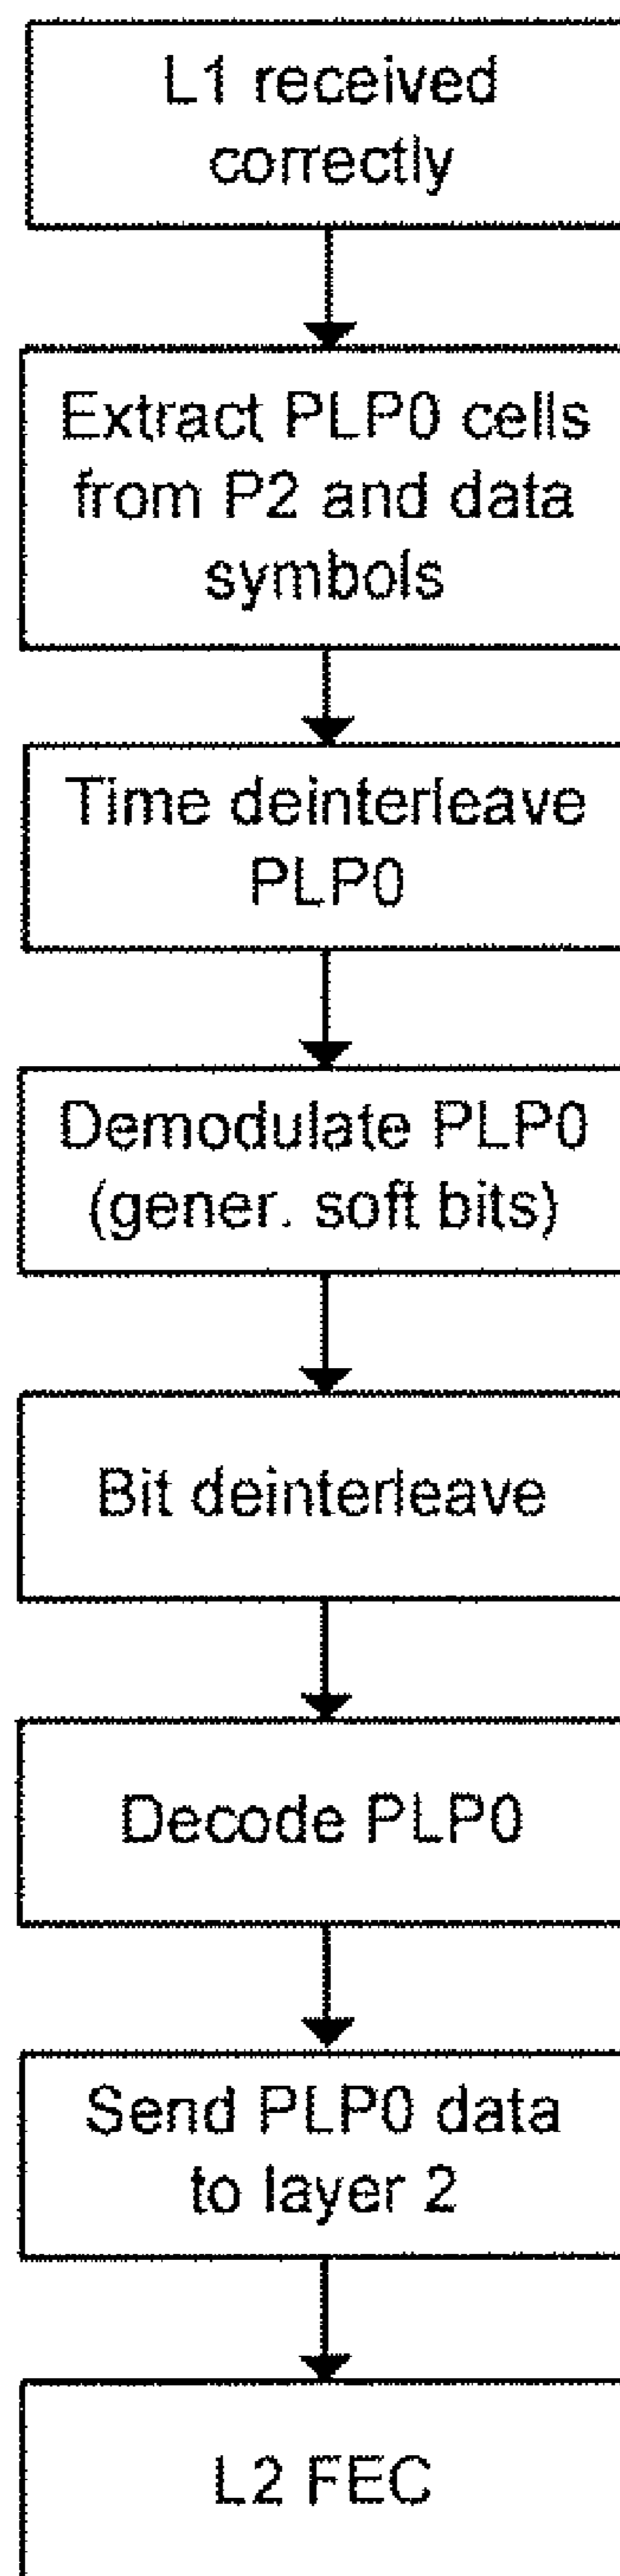 L1 received
correctly
Extract PLP0 cells
from P2 and data
symbols
Time deinterleave
PLP0
Demodulate PLP0
(gener. soft bits)
Bit deinterleave
Decode PLP0
Send PLP0 data
to layer 2
L2 FEC